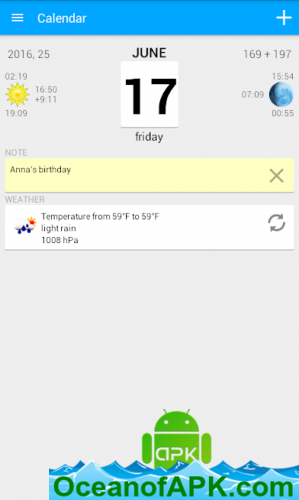 Calendar
2016, 25
JUNE
169 + 197
02:19
16:50
+9:11
19:09
17
15:54
07:09
00:55
friday
NOTE
Anna's birthday
WEATHER
Temperature from 59°F to 59°F
light rain
1008 hPa
APK
OceanofAPK.com